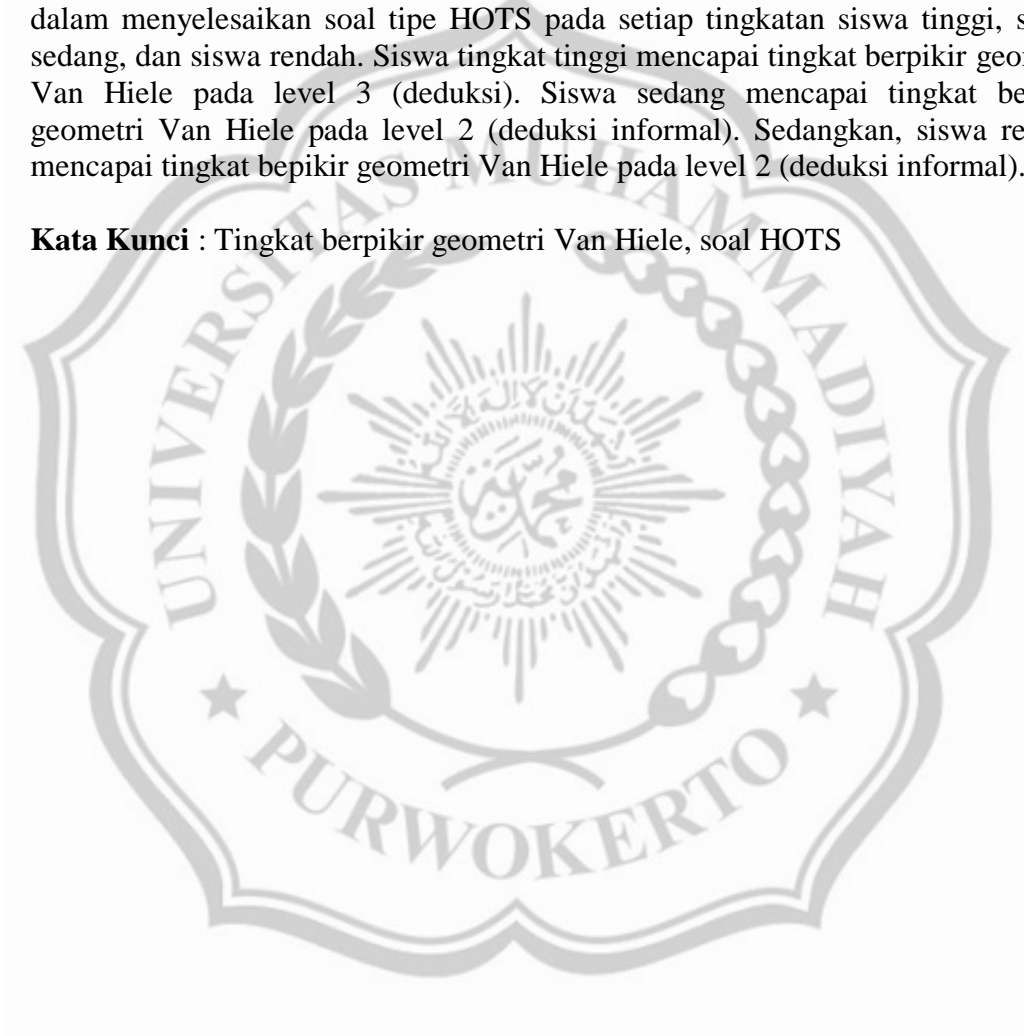 dalam menyelesaikan soal tipe HOTS pada setiap tingkatan siswa tinggi,
sedang, dan siswa rendah. Siswa tingkat tinggi mencapai tingkat berpikir
Van Hiele pada level 3 (deduksi). Siswa sedang mencapai tingkat
geometri Van Hiele pada level 2 (deduksi informal). Sedangkan, siswa
mencapai tingkat bepikir geometri Van Hiele pada level 2 (deduksi informal).
Kata Kunci : Tingkat berpikir geometri Van Hiele, soal HOTS
UNIVERSITAS MUHAMMADIYAH
PURWOKERTO